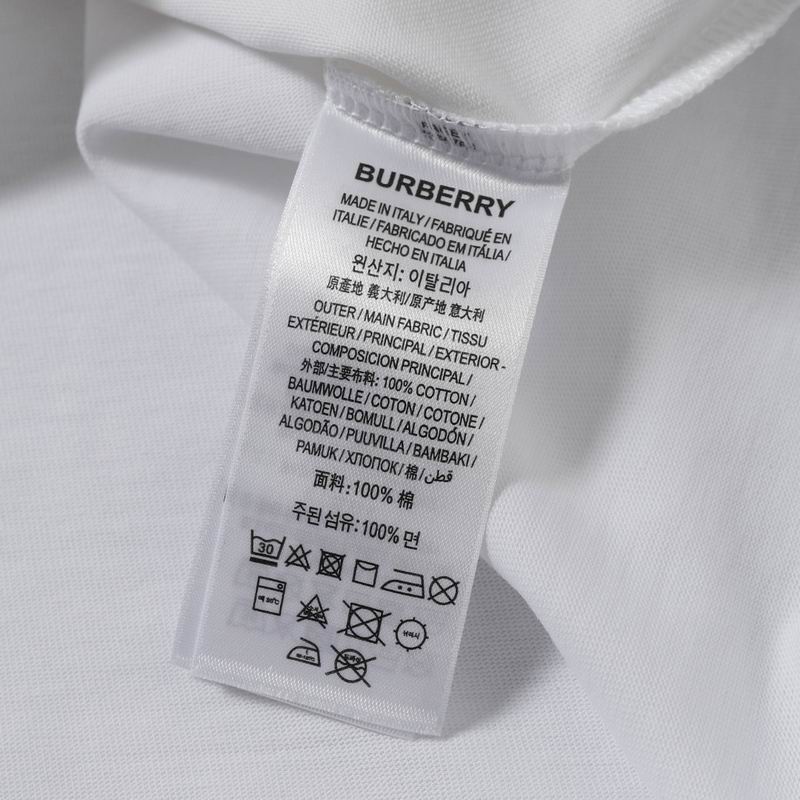 BURBERRY
MADE IN ITALY / FABRIQUÉ EN
ITALIE / FABRICADO EM ITÁLIA /
HECHO EN ITALIA
원산지: 이탈리아
原產地 義大利/原产地 意大利
OUTER / MAIN FABRIC / TISSU
EXTÉRIEUR / PRINCIPAL / EXTERIOR -
COMPOSICION PRINCIPAL /
外部/主要布料: 100% COTTON /
BAUMWOLLE / COTON / COTONE /
KATOEN / BOMULL / ALGODÓN /
ALGODÃO / PUUVILLA / BAMBAKI /
PAMUK / ХЛОПОК / 棉 / قطن
面料:100% 棉
주된 섬유:100% 면
30